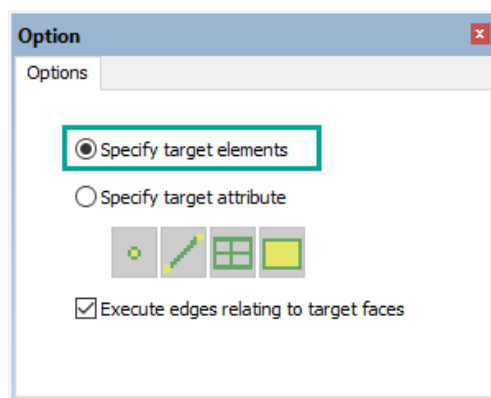 Option
Options
Specify target elements
Specify target attribute
Execute edges relating to target faces